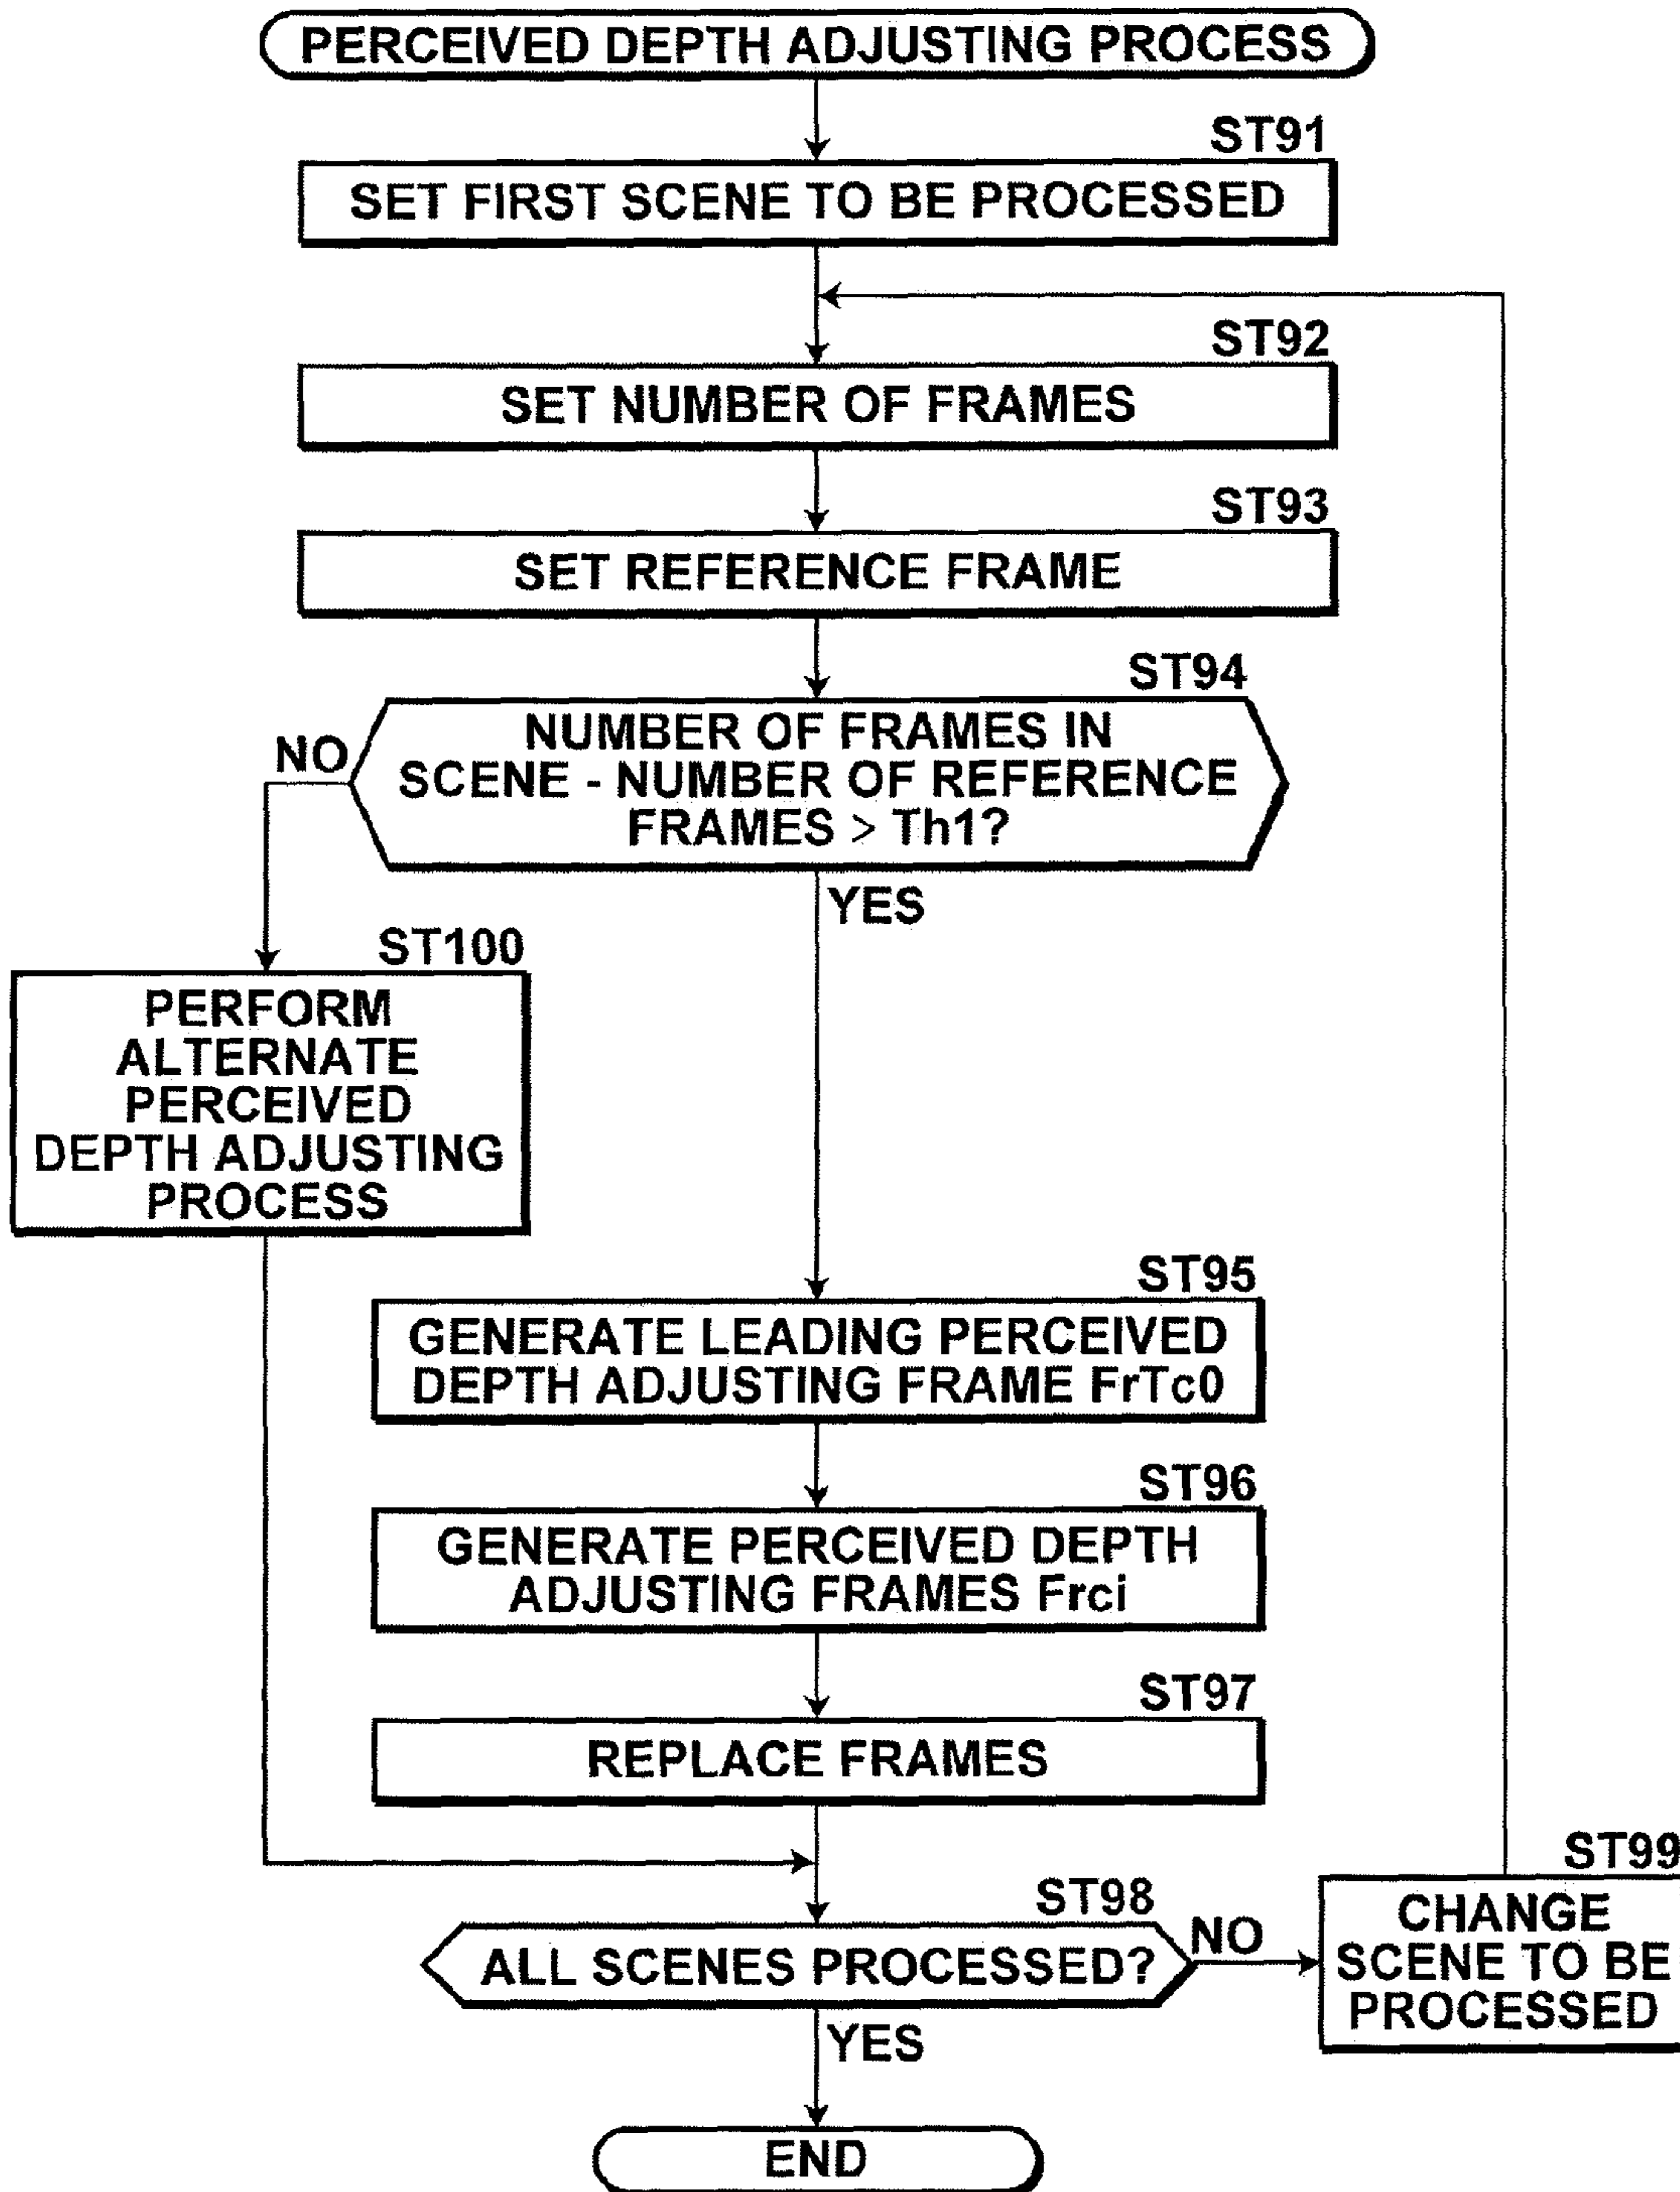 PERCEIVED DEPTH ADJUSTING PROCESS
ST91
SET FIRST SCENE TO BE PROCESSED
ST92
SET NUMBER OF FRAMES
ST93
SET REFERENCE FRAME
ST94
NUMBER OF FRAMES IN
SCENE - NUMBER OF REFERENCE
FRAMES > Th1?
NO
YES
ST100
PERFORM
ALTERNATE
PERCEIVED
DEPTH ADJUSTING
PROCESS
ST95
GENERATE LEADING PERCEIVED
DEPTH ADJUSTING FRAME FrTc0
ST96
GENERATE PERCEIVED DEPTH
ADJUSTING FRAMES Frci
ST97
REPLACE FRAMES
ST98
ALL SCENES PROCESSED?
NO
ST99
CHANGE
SCENE TO BE
PROCESSED
YES
END